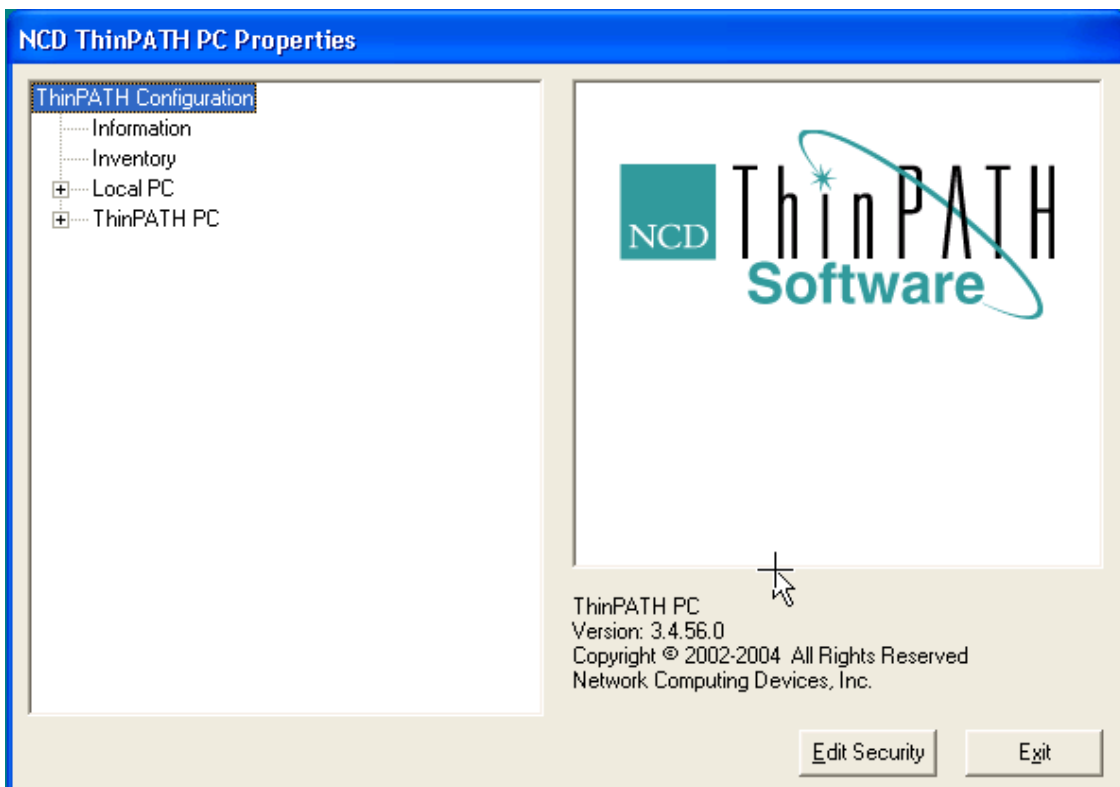 NCD ThinPATH PC Properties
ThinPATH Configuration
Information
Inventory
Local PC
ThinPATH PC
NCD ThinPATH
Software
ThinPATH PC
Version: 3.4.56.0
Copyright © 2002-2004 All Rights Reserved
Network Computing Devices, Inc.
Edit Security
Exit